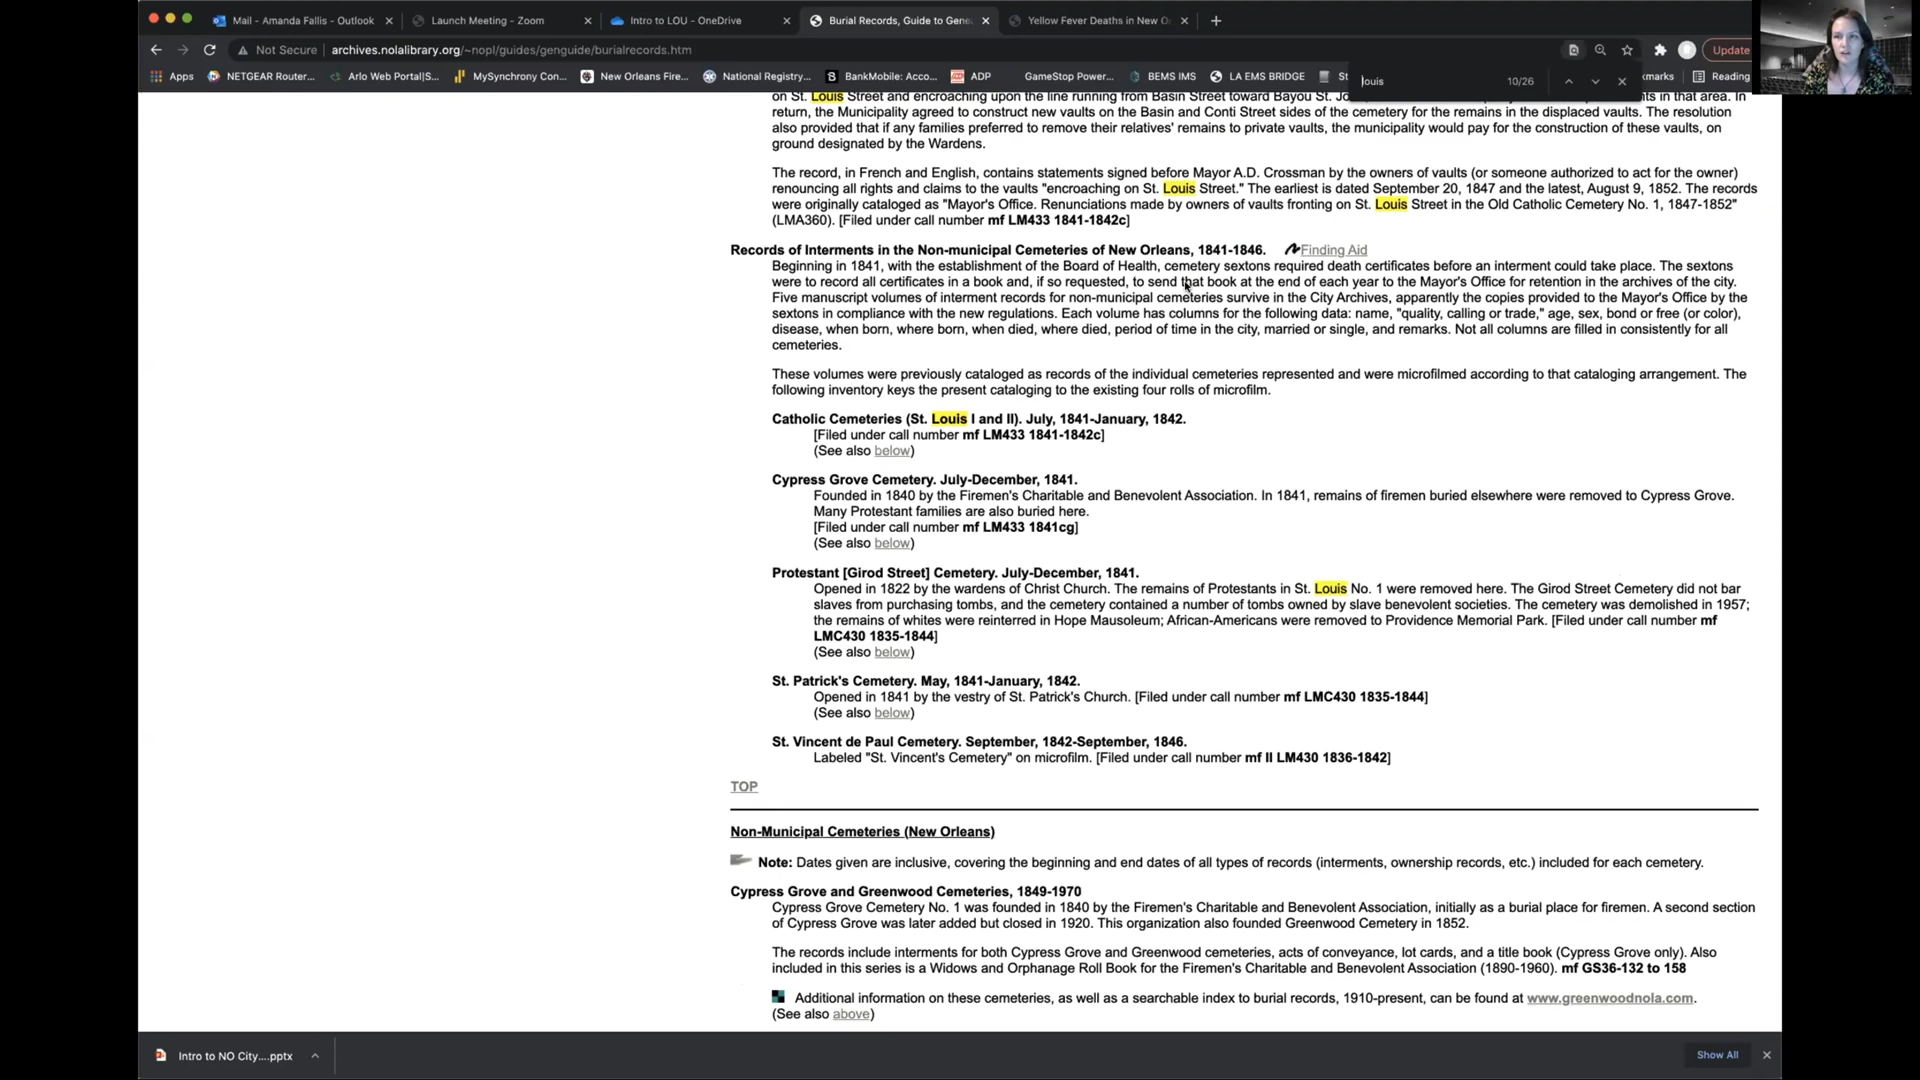 Mail - Amanda Fallis - Outlook
Launch Meeting - Zoom
Intro to LOU - OneDrive
Burial Records, Guide to Gene
Yellow Fever Deaths in New O
Not Secure
archives.nolalibrary.org/~nopl/guides/genguide/burialrecords.htm
Update
Apps
NETGEAR Router...
Arlo Web Portal|S...
MySynchrony Con...
New Orleans Fire...
National Registry...
BankMobile: Acco...
ADP
GameStop Power...
BEMS IMS
LA EMS BRIDGE
St
louis
10/26
kmarks
Reading
on St. Louis Street and encroaching upon the line running from Basin Street toward Bayou St. Jo
ts in that area. In
return, the Municipality agreed to construct new vaults on the Basin and Conti Street sides of the cemetery for the remains in the displaced vaults. The resolution
also provided that if any families preferred to remove their relatives' remains to private vaults, the municipality would pay for the construction of these vaults, on
ground designated by the Wardens.
The record, in French and English, contains statements signed before Mayor A.D. Crossman by the owners of vaults (or someone authorized to act for the owner)
renouncing all rights and claims to the vaults "encroaching on St. Louis Street." The earliest is dated September 20, 1847 and the latest, August 9, 1852. The records
were originally cataloged as "Mayor's Office. Renunciations made by owners of vaults fronting on St. Louis Street in the Old Catholic Cemetery No. 1, 1847-1852"
(LMA360). [Filed under call number mf LM433 1841-1842c]
Records of Interments in the Non-municipal Cemeteries of New Orleans, 1841-1846. Finding Aid
Beginning in 1841, with the establishment of the Board of Health, cemetery sextons required death certificates before an interment could take place. The sextons
were to record all certificates in a book and, if so requested, to send that book at the end of each year to the Mayor's Office for retention in the archives of the city.
Five manuscript volumes of interment records for non-municipal cemeteries survive in the City Archives, apparently the copies provided to the Mayor's Office by the
sextons in compliance with the new regulations. Each volume has columns for the following data: name, "quality, calling or trade," age, sex, bond or free (or color),
disease, when born, where born, when died, where died, period of time in the city, married or single, and remarks. Not all columns are filled in consistently for all
cemeteries.
These volumes were previously cataloged as records of the individual cemeteries represented and were microfilmed according to that cataloging arrangement. The
following inventory keys the present cataloging to the existing four rolls of microfilm.
Catholic Cemeteries (St. Louis I and II). July, 1841-January, 1842.
[Filed under call number mf LM433 1841-1842c]
(See also below)
Cypress Grove Cemetery. July-December, 1841.
Founded in 1840 by the Firemen's Charitable and Benevolent Association. In 1841, remains of firemen buried elsewhere were removed to Cypress Grove.
Many Protestant families are also buried here.
[Filed under call number mf LM433 1841cg]
(See also below)
Protestant [Girod Street] Cemetery. July-December, 1841.
Opened in 1822 by the wardens of Christ Church. The remains of Protestants in St. Louis No. 1 were removed here. The Girod Street Cemetery did not bar
slaves from purchasing tombs, and the cemetery contained a number of tombs owned by slave benevolent societies. The cemetery was demolished in 1957;
the remains of whites were reinterred in Hope Mausoleum; African-Americans were removed to Providence Memorial Park. [Filed under call number mf
LMC430 1835-1844]
(See also below)
St. Patrick's Cemetery. May, 1841-January, 1842.
Opened in 1841 by the vestry of St. Patrick's Church. [Filed under call number mf LMC430 1835-1844]
(See also below)
St. Vincent de Paul Cemetery. September, 1842-September, 1846.
Labeled "St. Vincent's Cemetery" on microfilm. [Filed under call number mf II LM430 1836-1842]
TOP
Non-Municipal Cemeteries (New Orleans)
Note: Dates given are inclusive, covering the beginning and end dates of all types of records (interments, ownership records, etc.) included for each cemetery.
Cypress Grove and Greenwood Cemeteries, 1849-1970
Cypress Grove Cemetery No. 1 was founded in 1840 by the Firemen's Charitable and Benevolent Association, initially as a burial place for firemen. A second section
of Cypress Grove was later added but closed in 1920. This organization also founded Greenwood Cemetery in 1852.
The records include interments for both Cypress Grove and Greenwood cemeteries, acts of conveyance, lot cards, and a title book (Cypress Grove only). Also
included in this series is a Widows and Orphanage Roll Book for the Firemen's Charitable and Benevolent Association (1890-1960). mf GS36-132 to 158
Additional information on these cemeteries, as well as a searchable index to burial records, 1910-present, can be found at www.greenwoodnola.com.
(See also above)
Intro to NO City....pptx
Show All